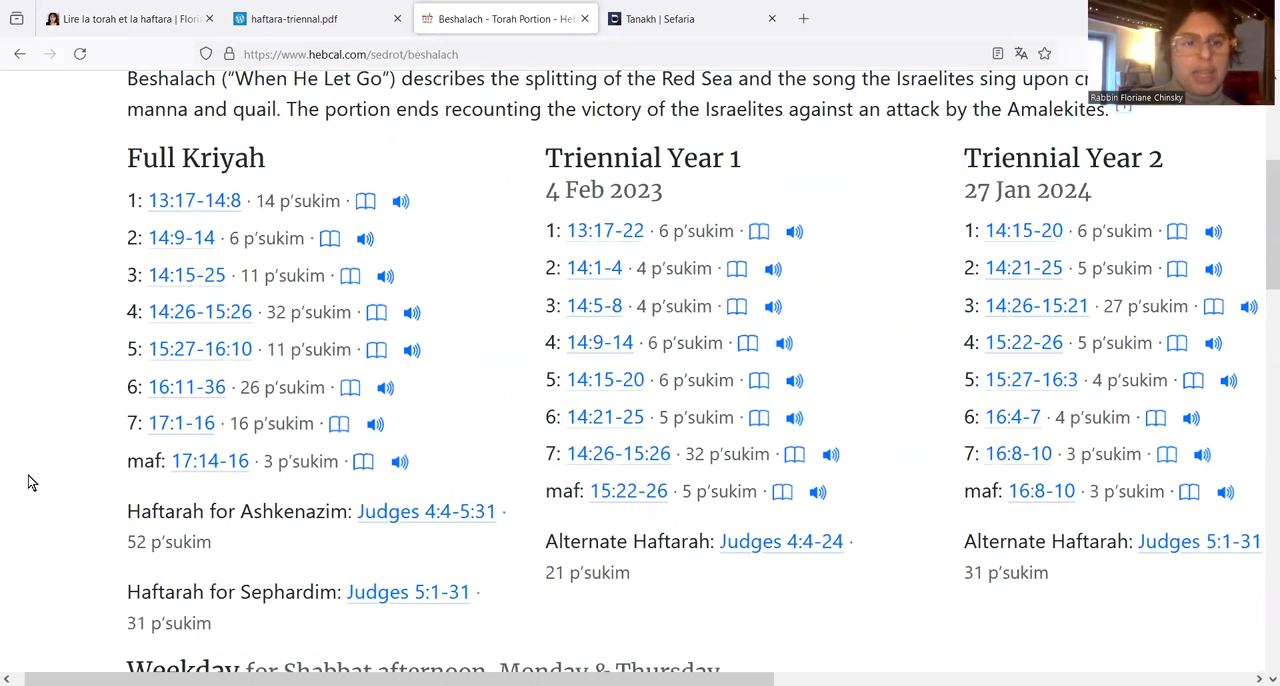 Lire la torah et la haftara | Flori
haftara-triennal.pdf
Beshalach - Torah Portion - Heb
Tanakh | Sefaria
https://www.hebcal.com/sedrot/beshalach
Rabbin Floriane Chinsky
Beshalach (“When He Let Go”) describes the splitting of the Red Sea and the song the Israelites sing upon cr
manna and quail. The portion ends recounting the victory of the Israelites against an attack by the Amalekites.
Full Kriyah
1: 13:17-14:8 · 14 p’sukim ·
2: 14:9-14 · 6 p’sukim ·
3: 14:15-25 · 11 p’sukim ·
4: 14:26-15:26 · 32 p’sukim ·
5: 15:27-16:10 · 11 p’sukim ·
6: 16:11-36 · 26 p’sukim ·
7: 17:1-16 · 16 p’sukim ·
maf: 17:14-16 · 3 p’sukim ·
Haftarah for Ashkenazim: Judges 4:4-5:31 ·
52 p’sukim
Haftarah for Sephardim: Judges 5:1-31 ·
31 p’sukim
Triennial Year 1
4 Feb 2023
1: 13:17-22 · 6 p’sukim ·
2: 14:1-4 · 4 p’sukim ·
3: 14:5-8 · 4 p’sukim ·
4: 14:9-14 · 6 p’sukim ·
5: 14:15-20 · 6 p’sukim ·
6: 14:21-25 · 5 p’sukim ·
7: 14:26-15:26 · 32 p’sukim ·
maf: 15:22-26 · 5 p’sukim ·
Alternate Haftarah: Judges 4:4-24 ·
21 p’sukim
Triennial Year 2
27 Jan 2024
1: 14:15-20 · 6 p’sukim ·
2: 14:21-25 · 5 p’sukim ·
3: 14:26-15:21 · 27 p’sukim ·
4: 15:22-26 · 5 p’sukim ·
5: 15:27-16:3 · 4 p’sukim ·
6: 16:4-7 · 4 p’sukim ·
7: 16:8-10 · 3 p’sukim ·
maf: 16:8-10 · 3 p’sukim ·
Alternate Haftarah: Judges 5:1-31
31 p’sukim
Weekday for Shabbat afternoon, Monday & Thursday